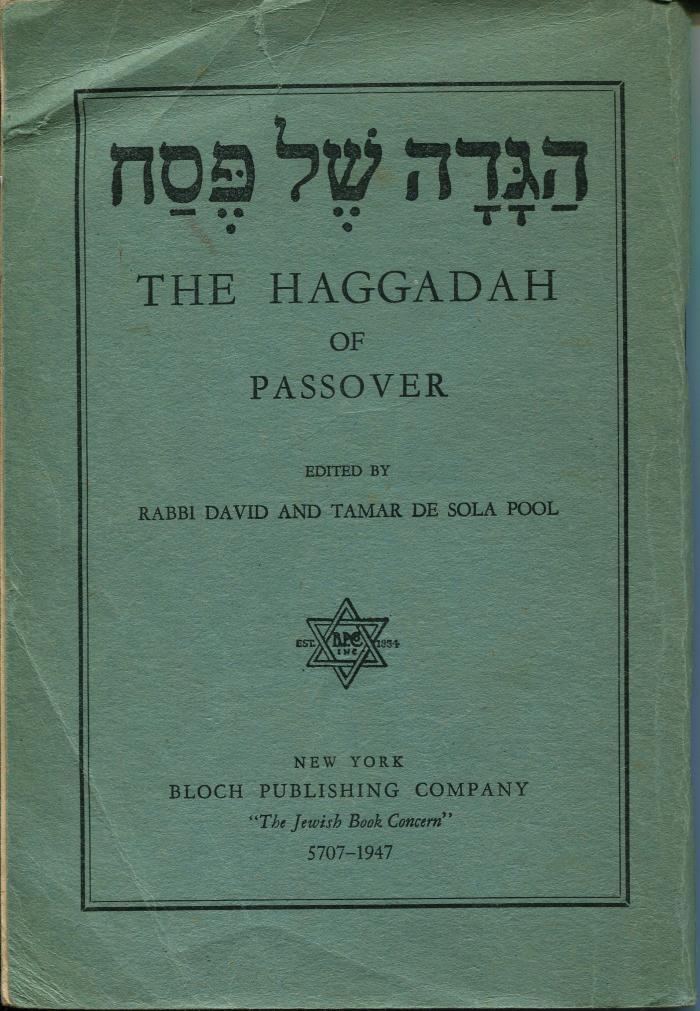 הַגָּדָה שֶׁל פֶּסַח
THE HAGGADAH
OF
PASSOVER
EDITED BY
RABBI DAVID AND TAMAR DE SOLA POOL
EST. B.P.C. 1854
INC
NEW YORK
BLOCH PUBLISHING COMPANY
"The Jewish Book Concern"
5707–1947